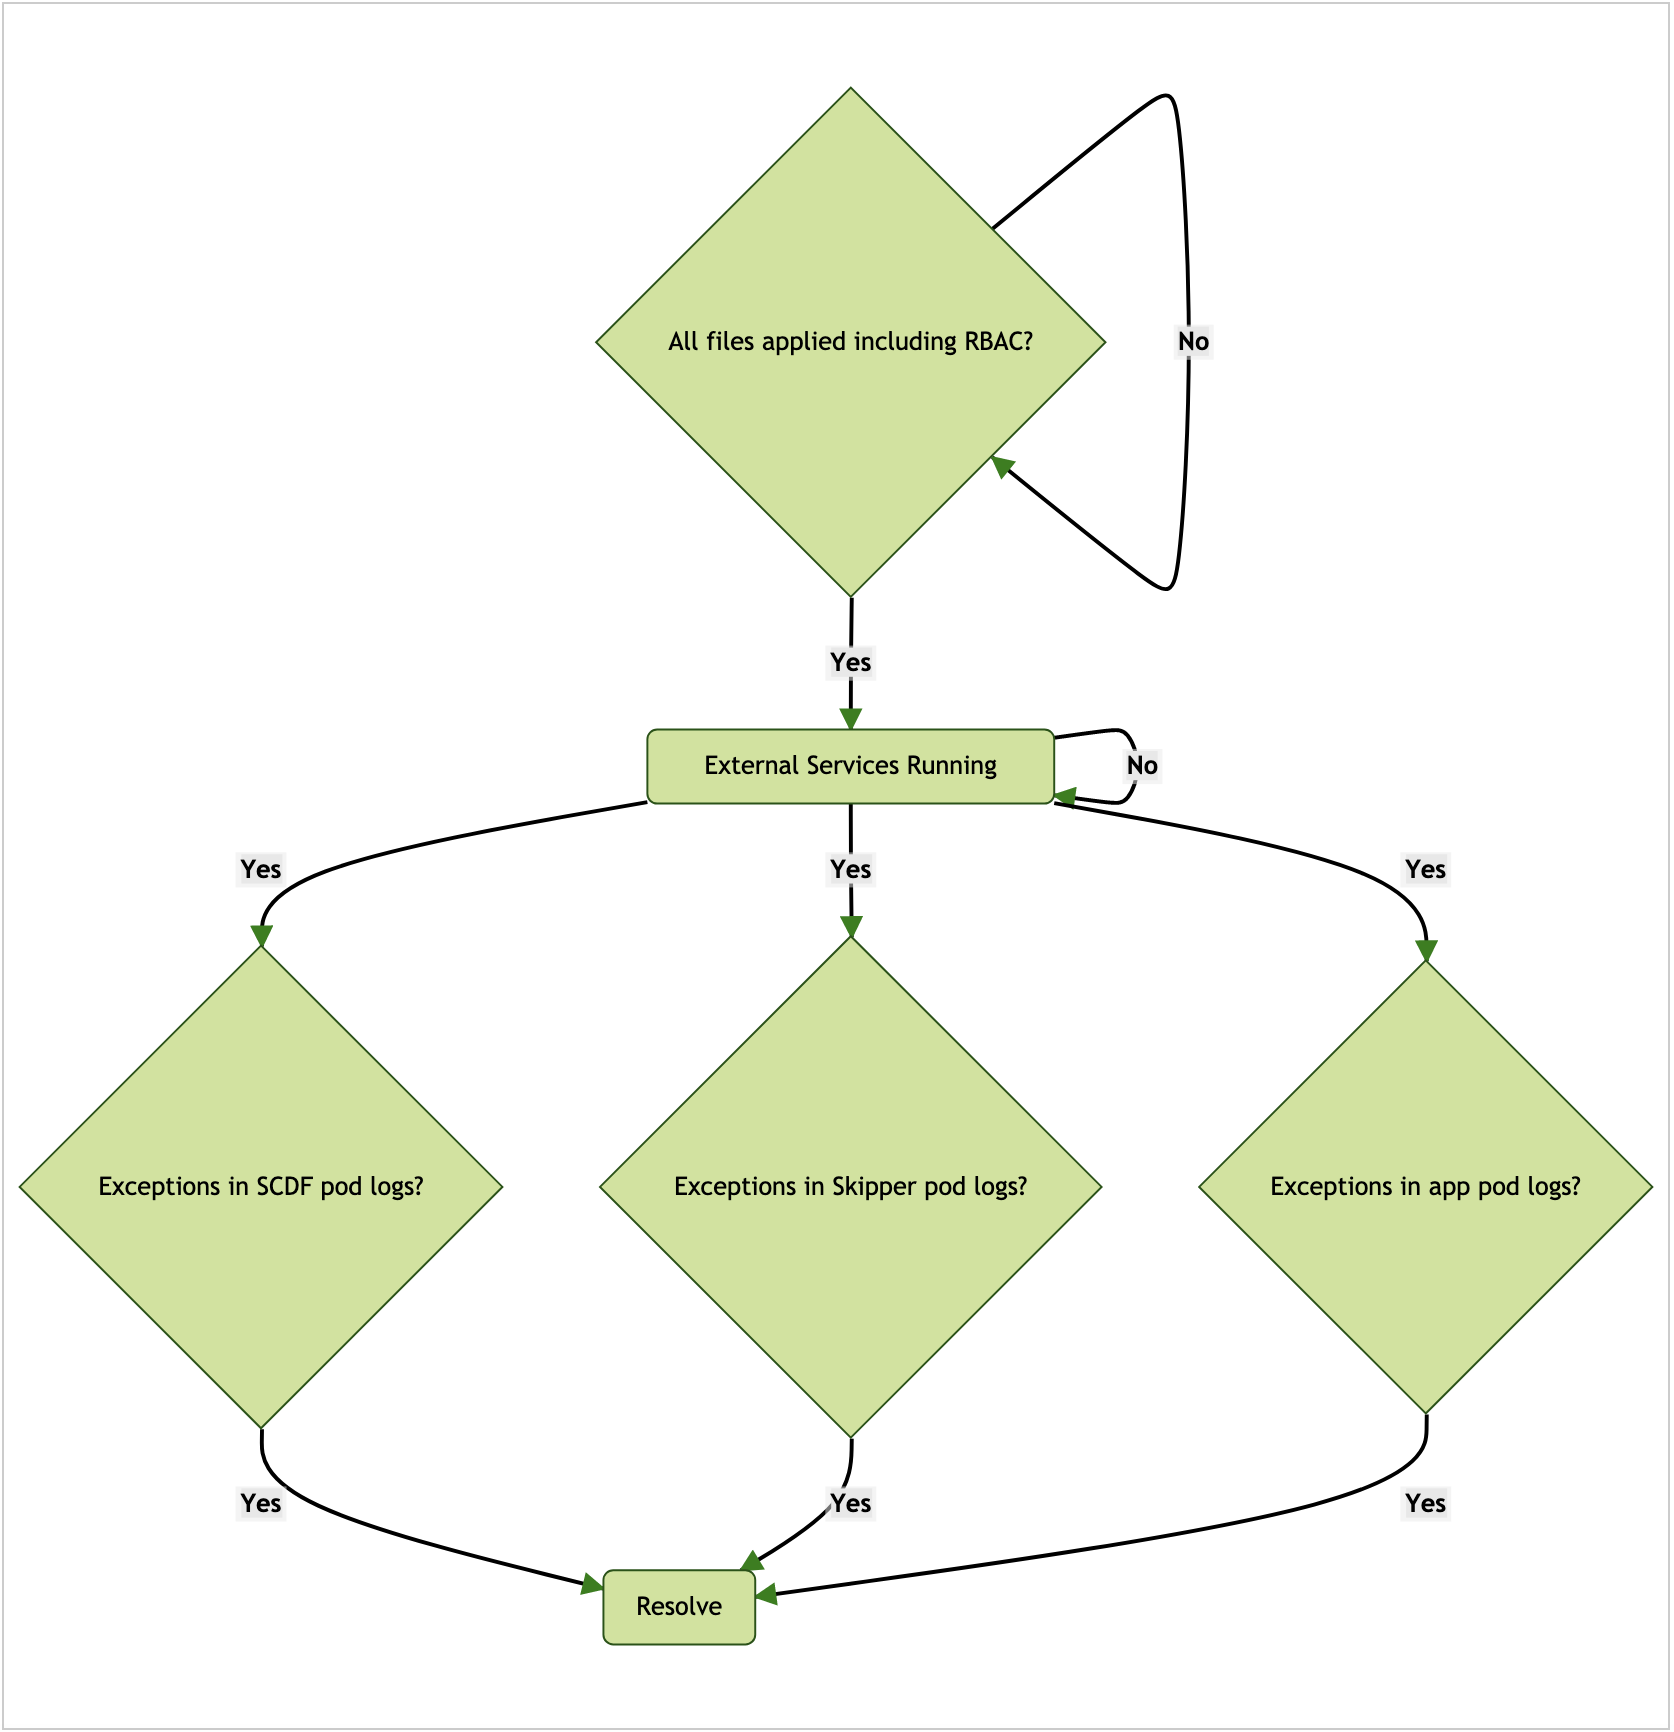 All files applied including RBAC?
No
Yes
External Services Running
No
Yes
Yes
Yes
Exceptions in SCDF pod logs?
Exceptions in Skipper pod logs?
Exceptions in app pod logs?
Yes
Yes
Yes
Resolve